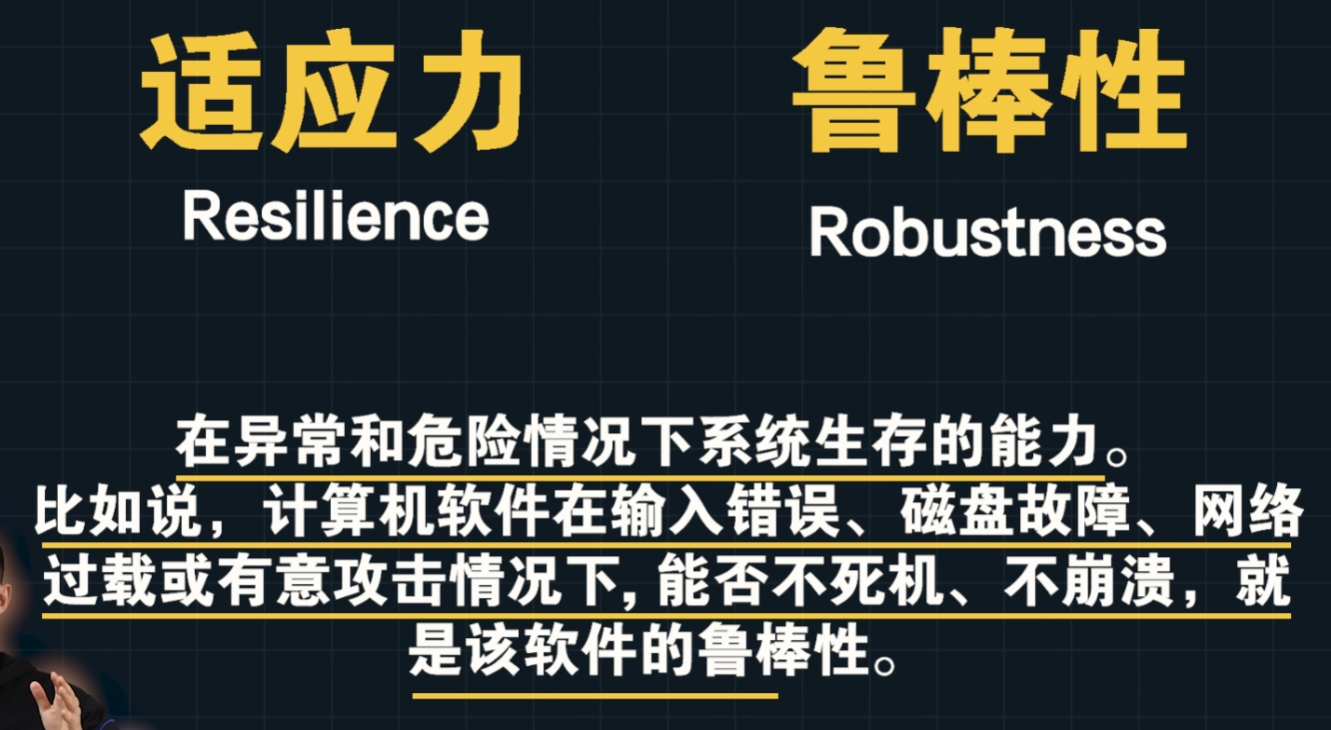 适应力
鲁棒性
Resilience
Robustness
在异常和危险情况下系统生存的能力。
比如说，计算机软件在输入错误、磁盘故障、网络
过载或有意攻击情况下,能否不死机、不崩溃，就
是该软件的鲁棒性。